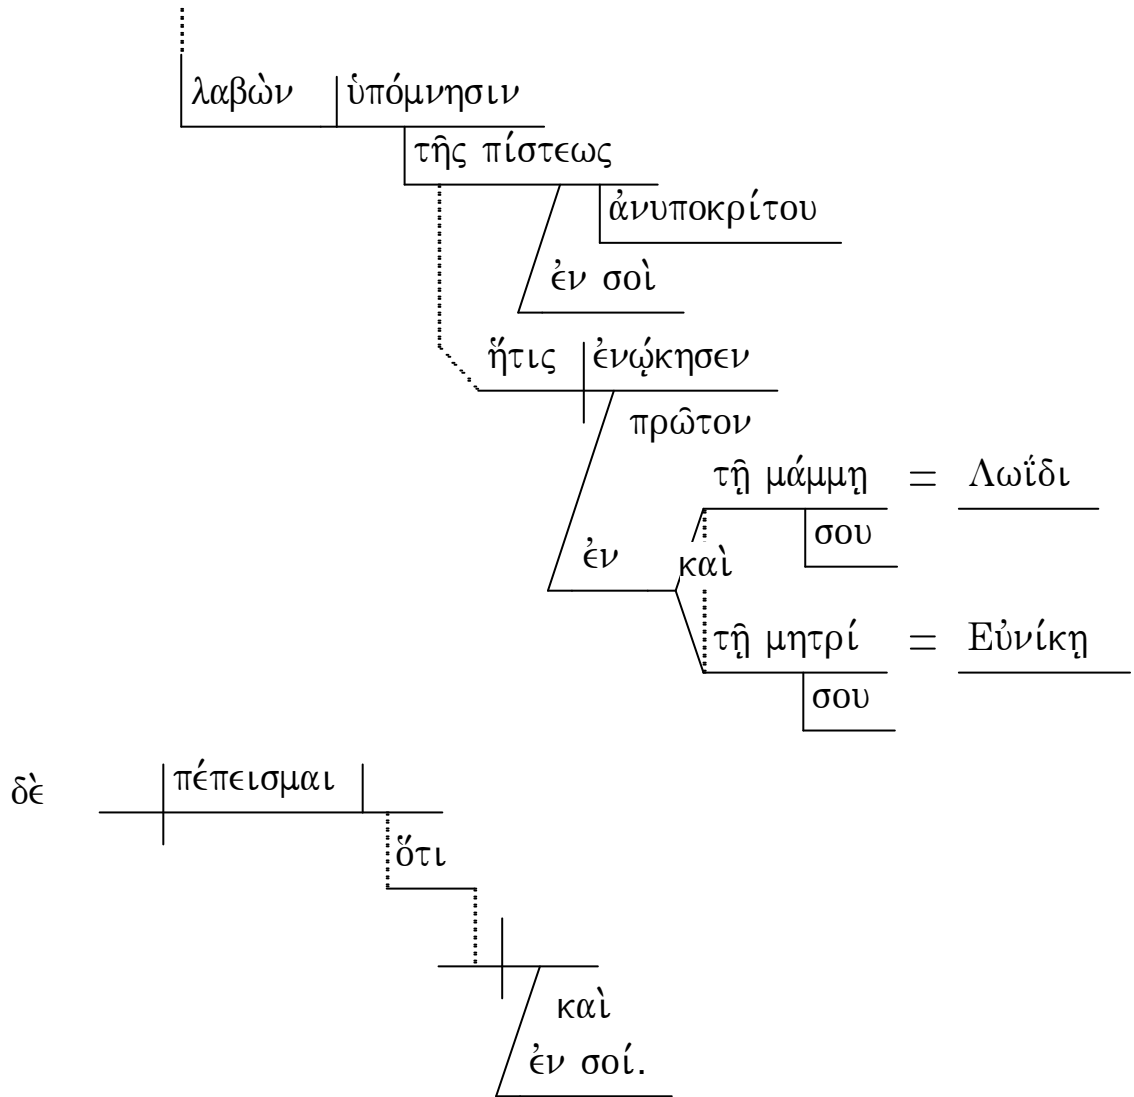 λαβὼν ὑπόμνησιν
τῆς πίστεως
ἀνυποκρίτου
ἐν σοὶ
ἥτις ἐνῴκησεν
πρῶτον
τῇ μάμμῃ = Λωΐδι
σου
ἐν καὶ
τῇ μητρί = Εὐνίκῃ
σου
δὲ πέπεισμαι
ὅτι
καὶ
ἐν σοί.